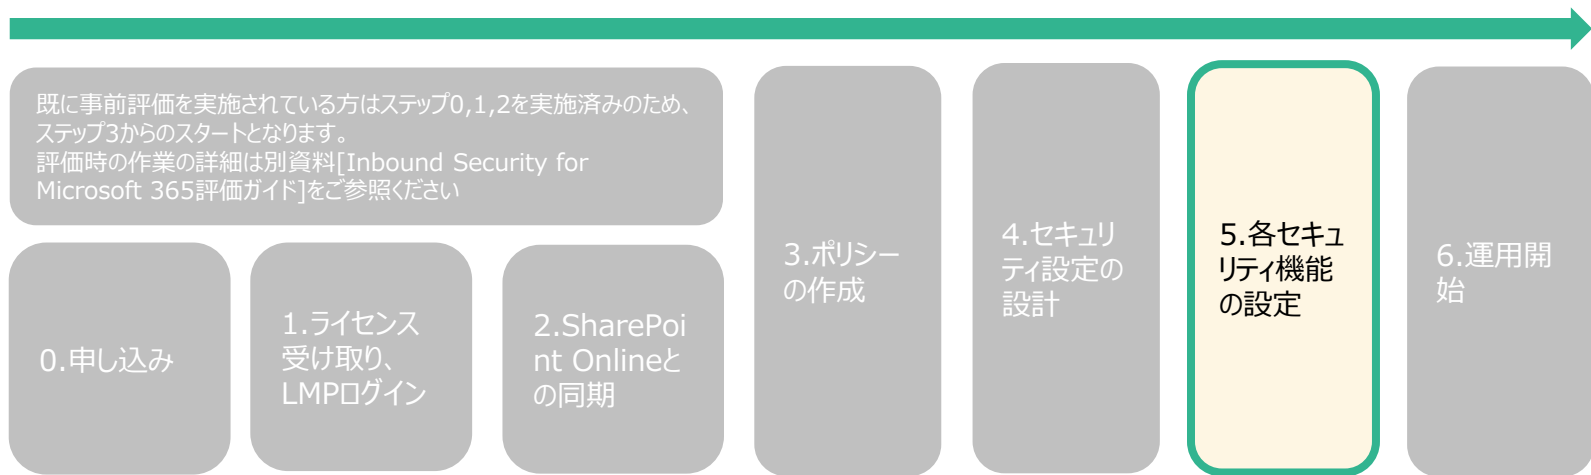 既に事前評価を実施されている方はステップ0,1,2を実施済みのため、
ステップ3からのスタートとなります。
評価時の作業の詳細は別資料[Inbound Security for
Microsoft 365評価ガイド]をご参照ください
0.申し込み
1.ライセンス
受け取り、
LMPログイン
2.SharePoi
nt Onlineと
の同期
3.ポリシー
の作成
4.セキュリ
ティ設定の
設計
5.各セキュ
リティ機能
の設定
6.運用開
始